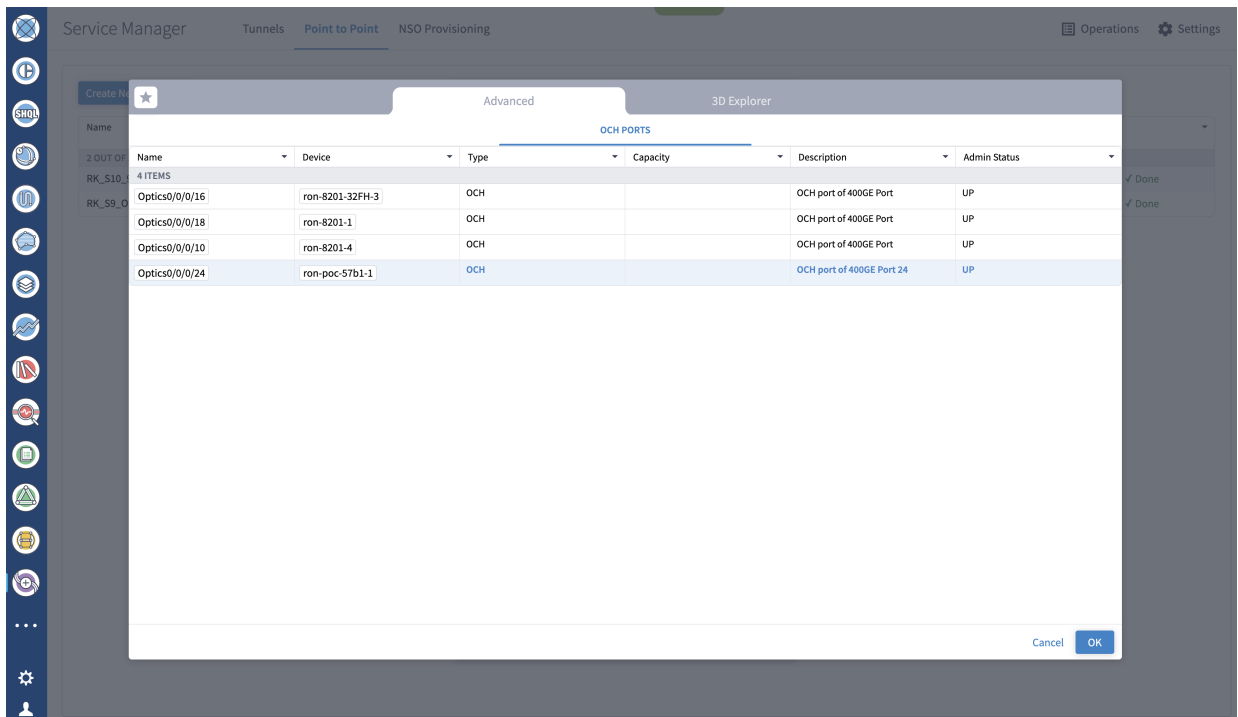 Service Manager Tunnels Point to Point NSO Provisioning Operations Settings
SHQL
Create Ne
Advanced 3D Explorer
Name
OCH PORTS
Name Device Type Capacity Description Admin Status
2 OUT OF
4 ITEMS
RK_S10_
Optics0/0/0/16 ron-8201-32FH-3 OCH OCH port of 400GE Port UP
✓ Done
RK_S9_O
Optics0/0/0/18 ron-8201-1 OCH OCH port of 400GE Port UP
✓ Done
Optics0/0/0/10 ron-8201-4 OCH OCH port of 400GE Port UP
Optics0/0/0/24 ron-poc-57b1-1 OCH OCH port of 400GE Port 24 UP
Cancel OK